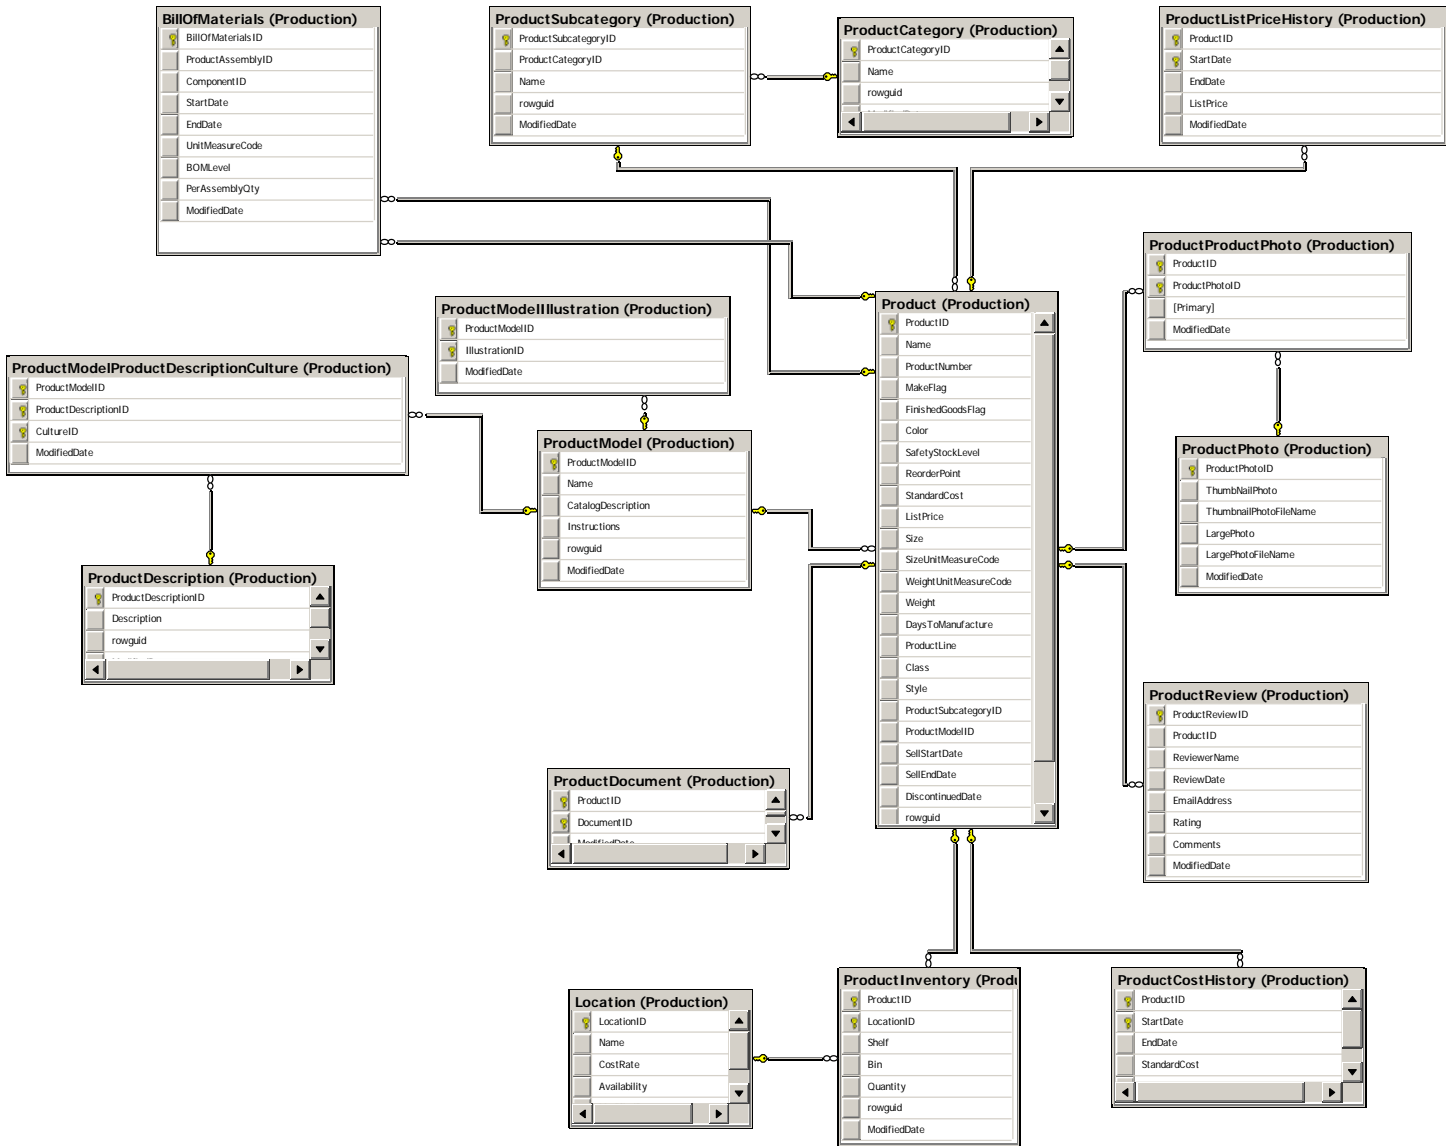 BillOfMaterials (Production)
BillOfMaterialsID
ProductAssemblyID
ComponentID
StartDate
EndDate
UnitMeasureCode
BOMLevel
PerAssemblyQty
ModifiedDate
ProductSubcategory (Production)
ProductSubcategoryID
ProductCategoryID
Name
rowguid
ModifiedDate
ProductCategory (Production)
ProductCategoryID
Name
rowguid
ProductListPriceHistory (Production)
ProductID
StartDate
EndDate
ListPrice
ModifiedDate
ProductProductPhoto (Production)
ProductID
ProductPhotoID
[Primary]
ModifiedDate
ProductModelIllustration (Production)
ProductModelID
IllustrationID
ModifiedDate
ProductModelProductDescriptionCulture (Production)
ProductModelID
ProductDescriptionID
CultureID
ModifiedDate
ProductModel (Production)
ProductModelID
Name
CatalogDescription
Instructions
rowguid
ModifiedDate
Product (Production)
ProductID
Name
ProductNumber
MakeFlag
FinishedGoodsFlag
Color
SafetyStockLevel
ReorderPoint
StandardCost
ListPrice
Size
SizeUnitMeasureCode
WeightUnitMeasureCode
Weight
DaysToManufacture
ProductLine
Class
Style
ProductSubcategoryID
ProductModelID
SellStartDate
SellEndDate
DiscontinuedDate
rowguid
ProductPhoto (Production)
ProductPhotoID
ThumbNailPhoto
ThumbnailPhotoFileName
LargePhoto
LargePhotoFileName
ModifiedDate
ProductDescription (Production)
ProductDescriptionID
Description
rowguid
ProductReview (Production)
ProductReviewID
ProductID
ReviewerName
ReviewDate
EmailAddress
Rating
Comments
ModifiedDate
ProductDocument (Production)
ProductID
DocumentID
ModifiedDate
Location (Production)
LocationID
Name
CostRate
Availability
ProductInventory (Produ
ProductID
LocationID
Shelf
Bin
Quantity
rowguid
ModifiedDate
ProductCostHistory (Production)
ProductID
StartDate
EndDate
StandardCost